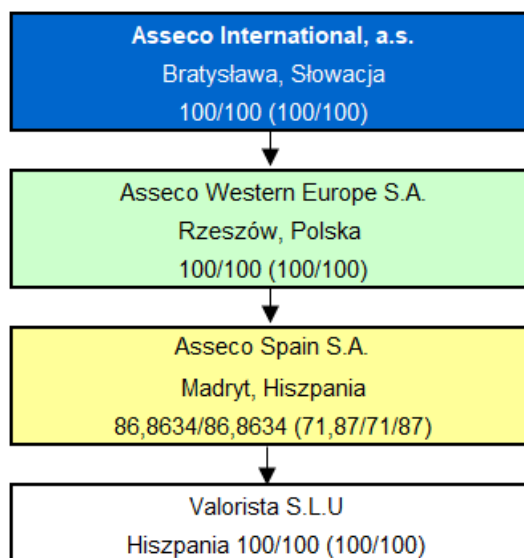 Asseco International, a.s.
Bratysława, Słowacja
100/100 (100/100)
Asseco Western Europe S.A.
Rzeszów, Polska
100/100 (100/100)
Asseco Spain S.A.
Madryt, Hiszpania
86,8634/86,8634 (71,87/71/87)
Valorista S.L.U
Hiszpania 100/100 (100/100)